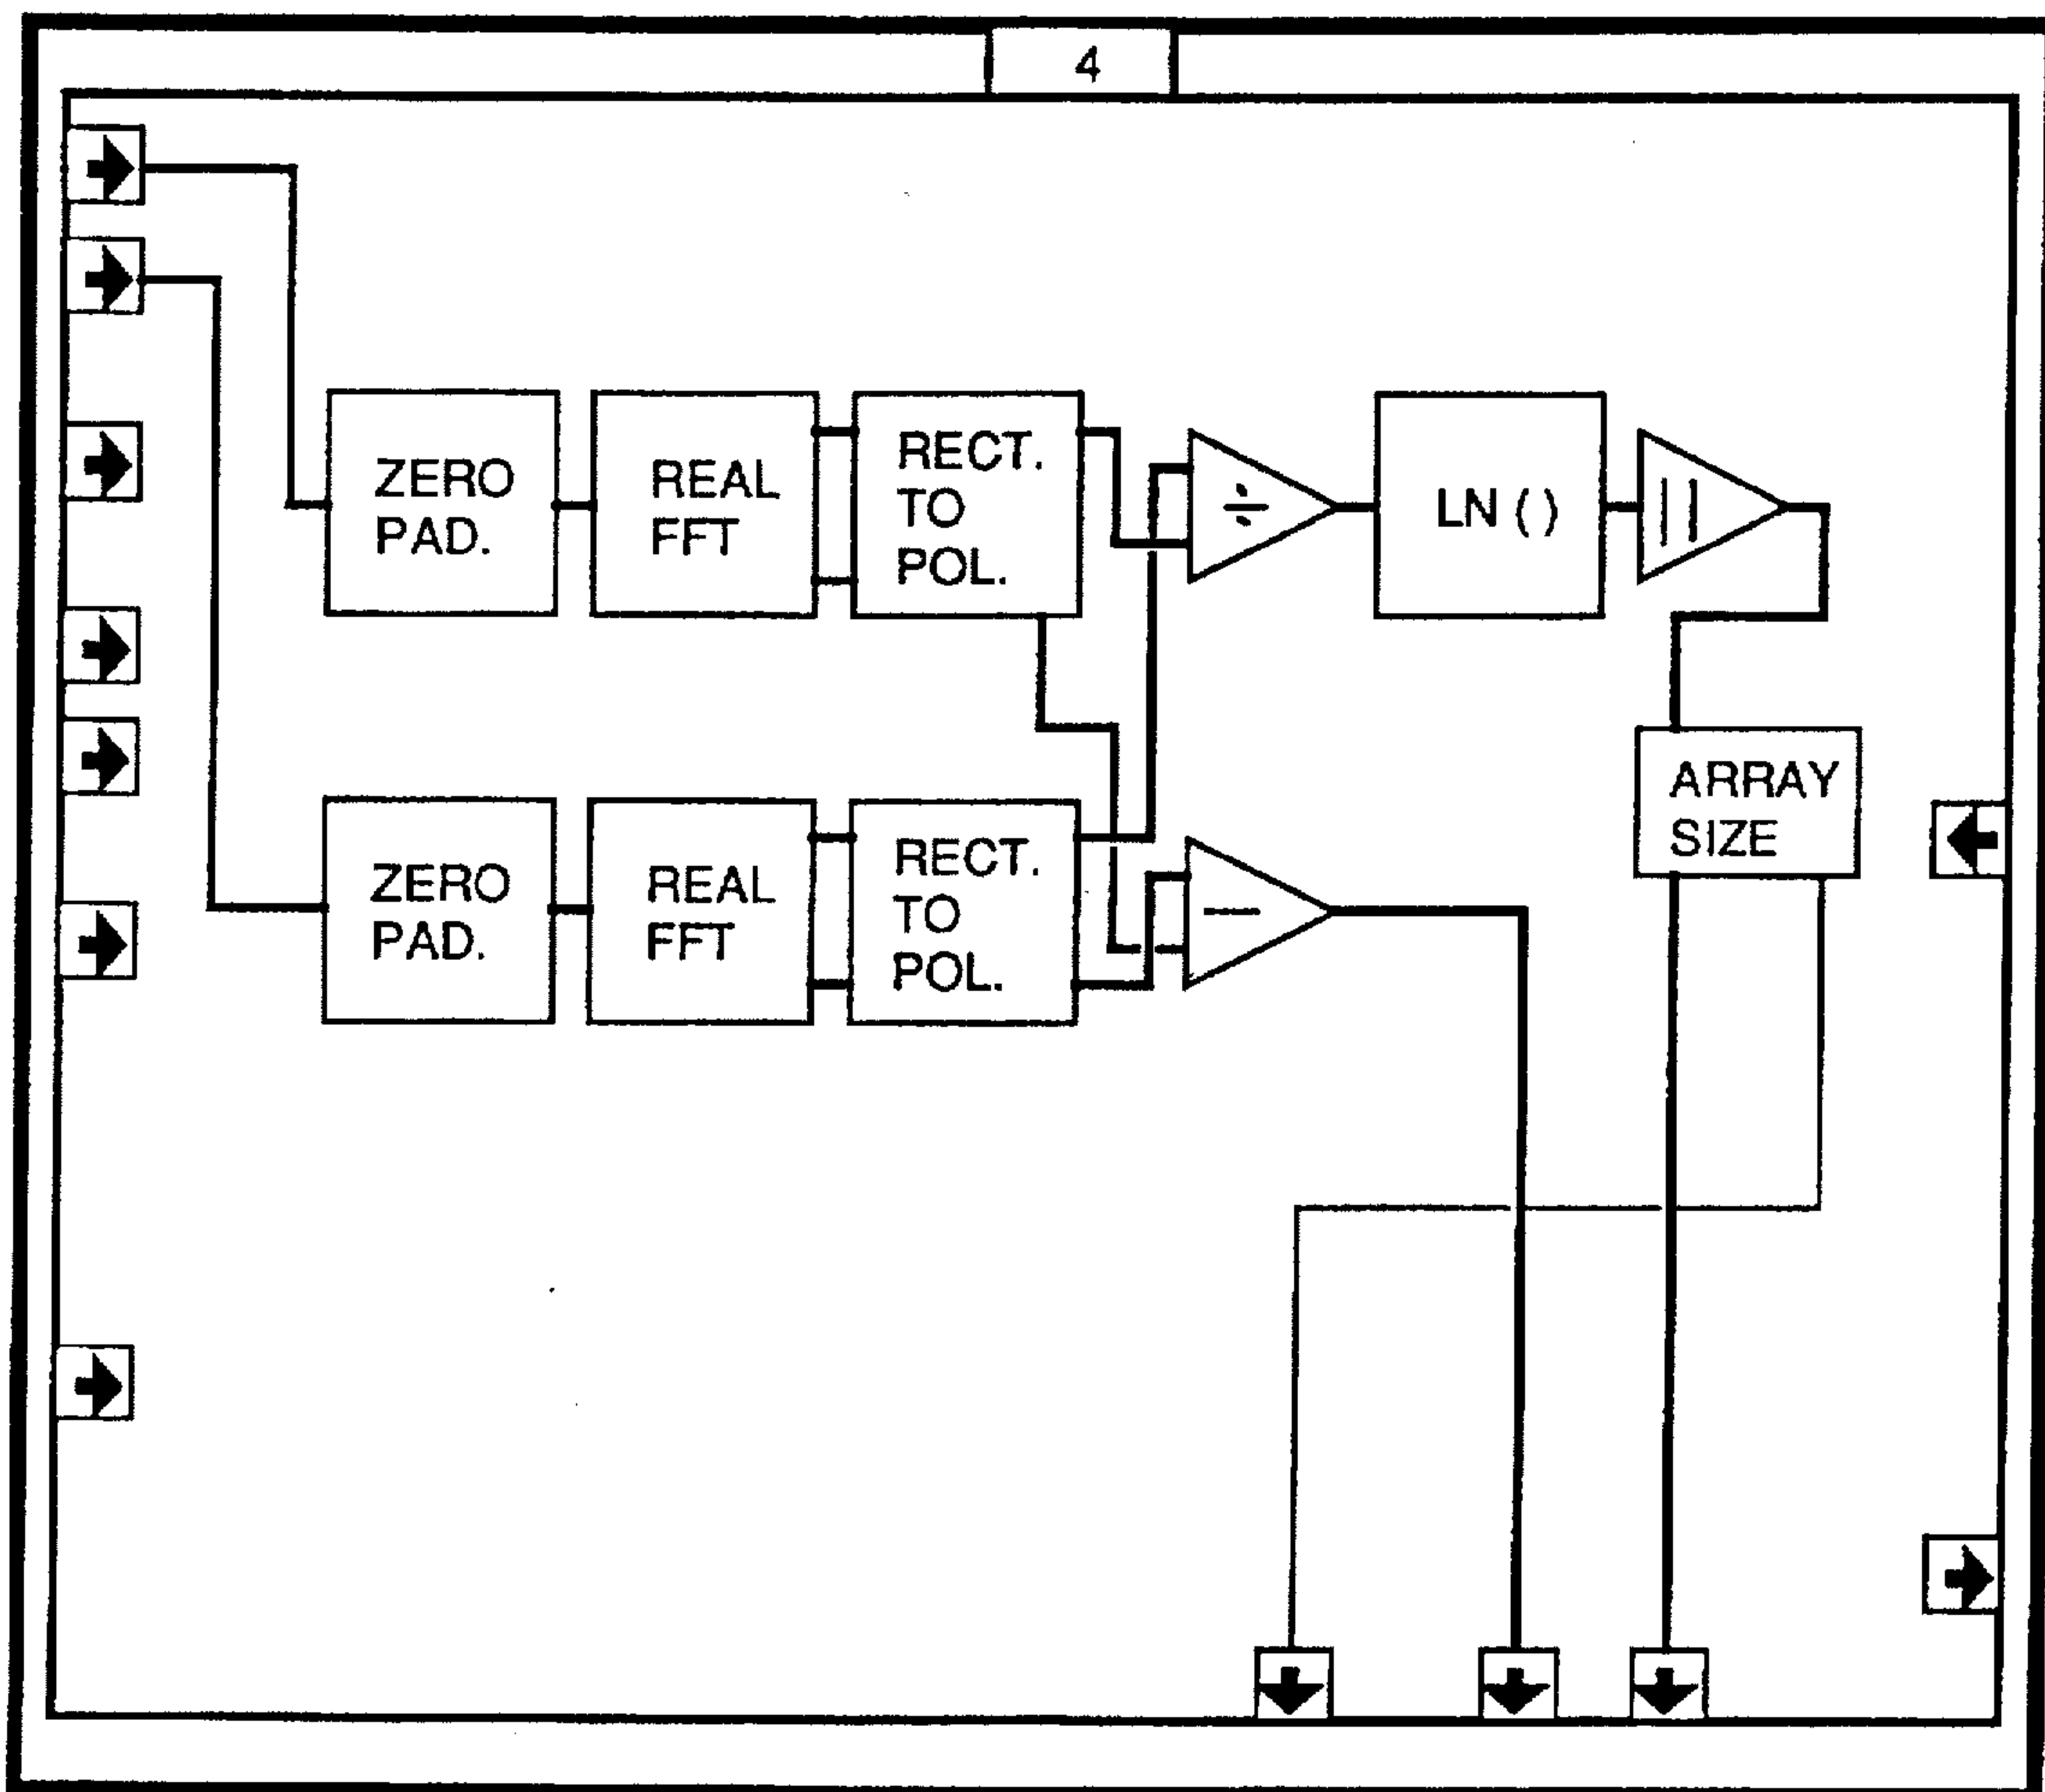 4
ZERO
PAD.
REAL
FFT
RECT.
TO
POL.
÷
LN ( )
| |
ARRAY
SIZE
ZERO
PAD.
REAL
FFT
RECT.
TO
POL.
—